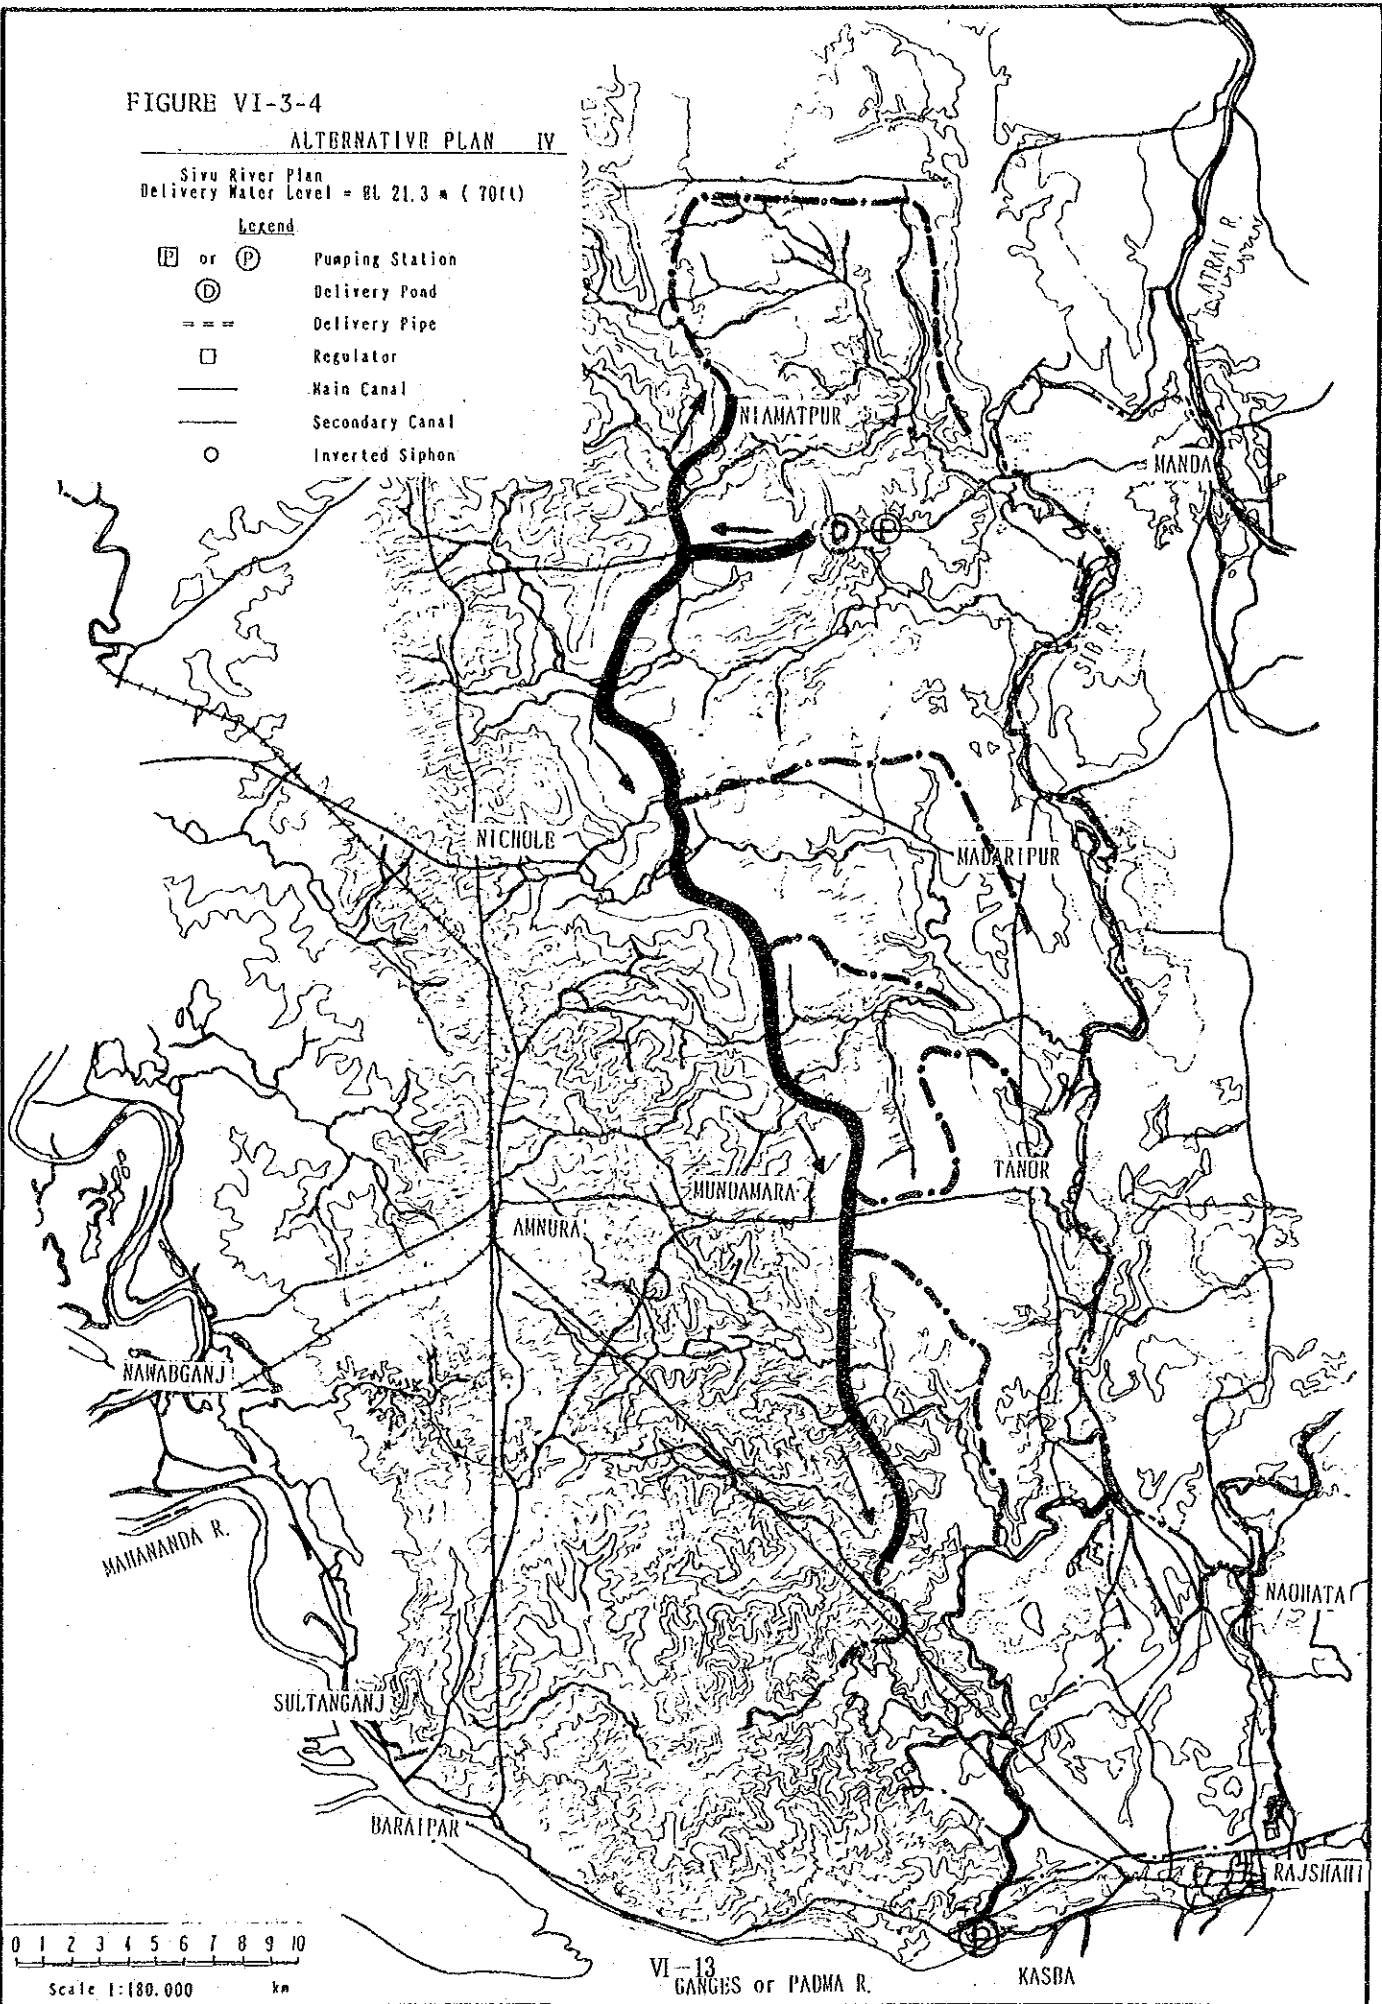 FIGURE VI-3-4
ALTERNATIVE PLAN IV
Sivu River Plan
Delivery Water Level = EL 21.3 m ( 70ft)
Legend
P or P Pumping Station
D Delivery Pond
=== Delivery Pipe
Regulator
Main Canal
Secondary Canal
Inverted Siphon
ATRAI R.
NIAMATPUR
MANDA
D P
SIB R.
NICHOLE
MADARIPUR
TANOR
MUNDAMARA
AMNURA
NAWABGANJ
MAHANANDA R.
NAOHATA
SULTANGANJ
BARAIPAR
RAJSHAHI
P
KASBA
0 1 2 3 4 5 6 7 8 9 10
Scale 1:180.000 km
VI-13
GANGES or PADMA R.